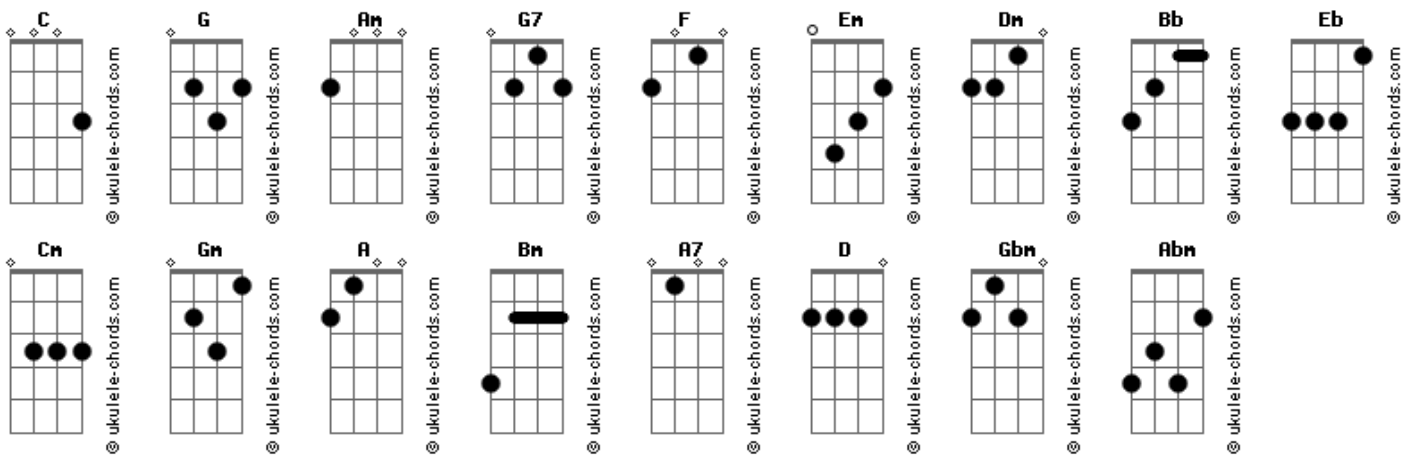 C G Am G7 F Em Dm Bb Eb
© ukulele-chords.com © ukulele-chords.com © ukulele-chords.com © ukulele-chords.com © ukulele-chords.com © ukulele-chords.com © ukulele-chords.com © ukulele-chords.com © ukulele-chords.com
Cm Gm A Bm A7 D Gbm Abm
© ukulele-chords.com © ukulele-chords.com © ukulele-chords.com © ukulele-chords.com © ukulele-chords.com © ukulele-chords.com © ukulele-chords.com © ukulele-chords.com